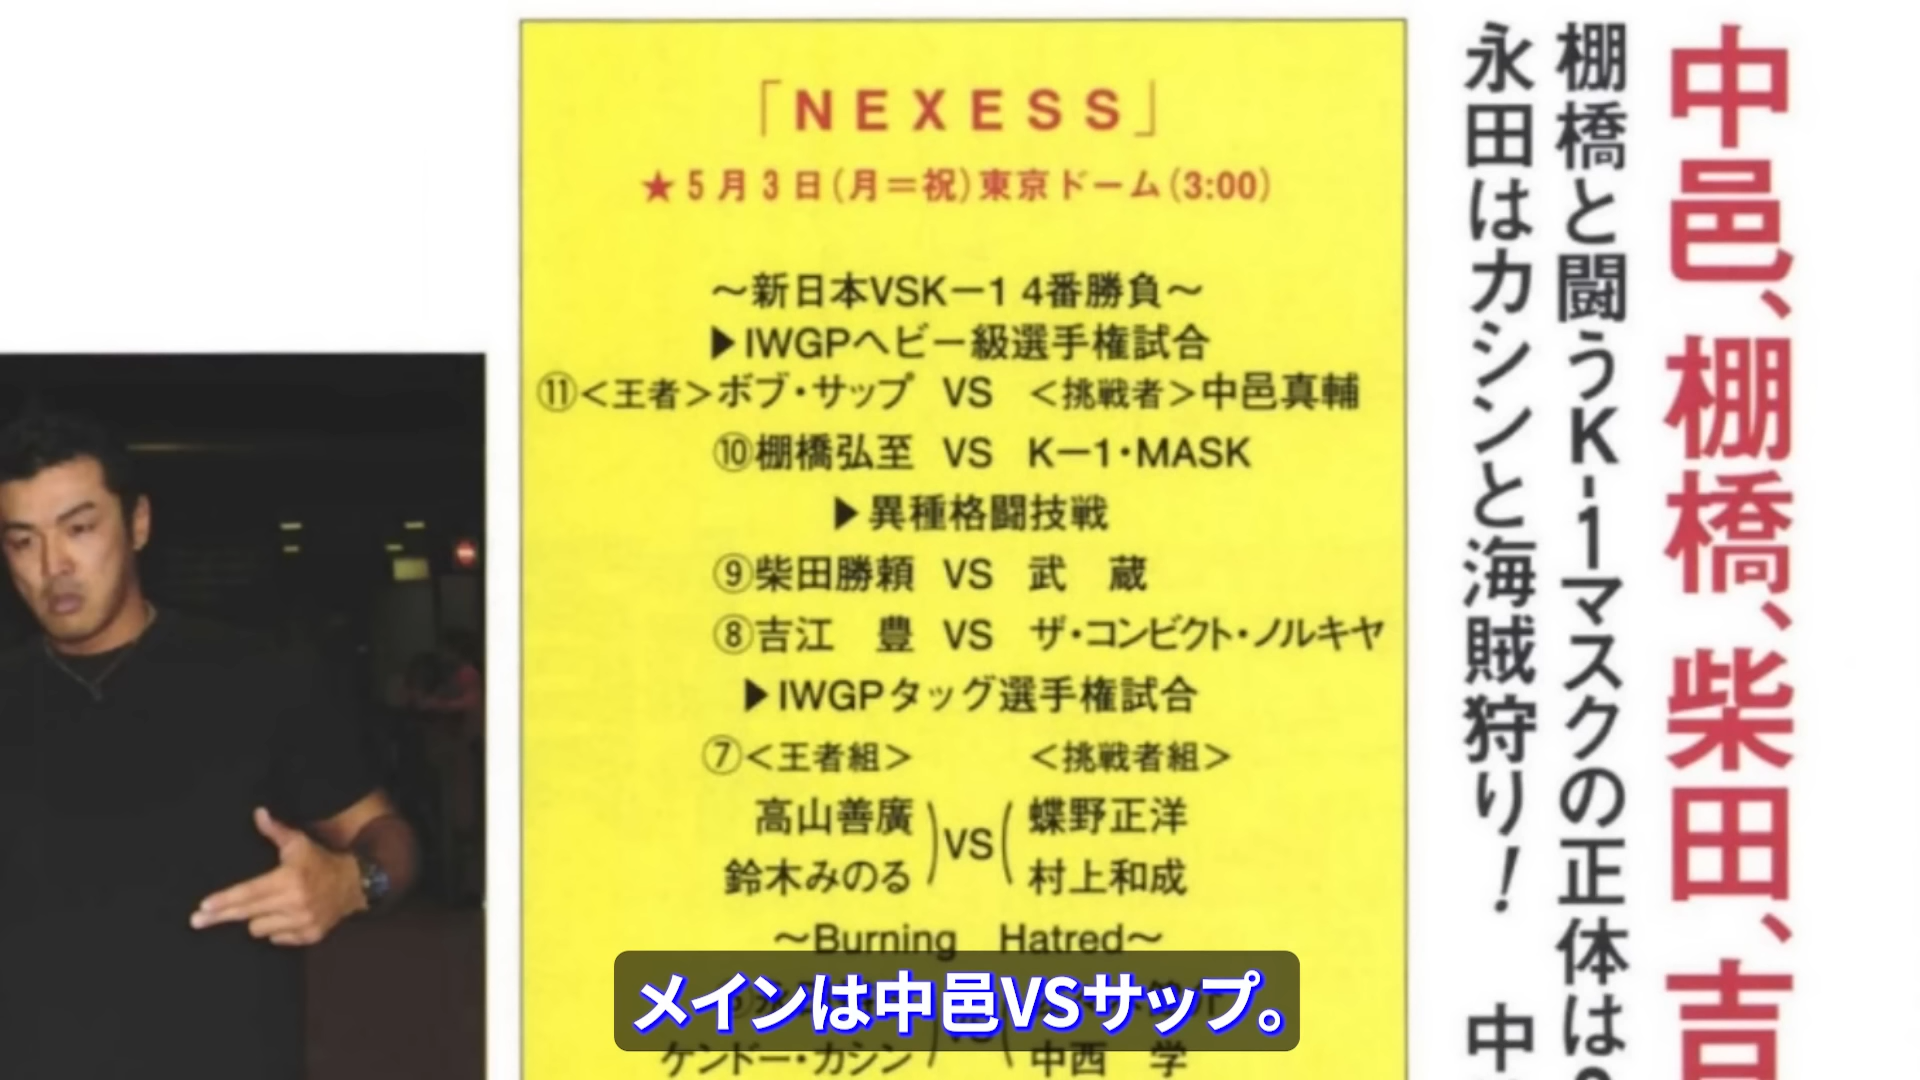 「NEXESS」
★5月3日(月=祝)東京ドーム(3:00)
〜新日本VSK−1 4番勝負〜
▶IWGPヘビー級選手権試合
⑪<王者>ボブ・サップ VS <挑戦者>中邑真輔
⑩棚橋弘至 VS K−1・MASK
▶異種格闘技戦
⑨柴田勝頼 VS 武 蔵
⑧吉江 豊 VS ザ・コンビクト・ノルキヤ
▶IWGPタッグ選手権試合
⑦<王者組> <挑戦者組>
高山善廣 VS 蝶野正洋
鈴木みのる 村上和成
〜Burning Hatred〜
ケンドー・カシン 中西 学
メインは中邑VSサップ。
中邑、棚橋、柴田、吉
棚橋と闘うK-1マスクの正体は
永田はカシンと海賊狩り! 中